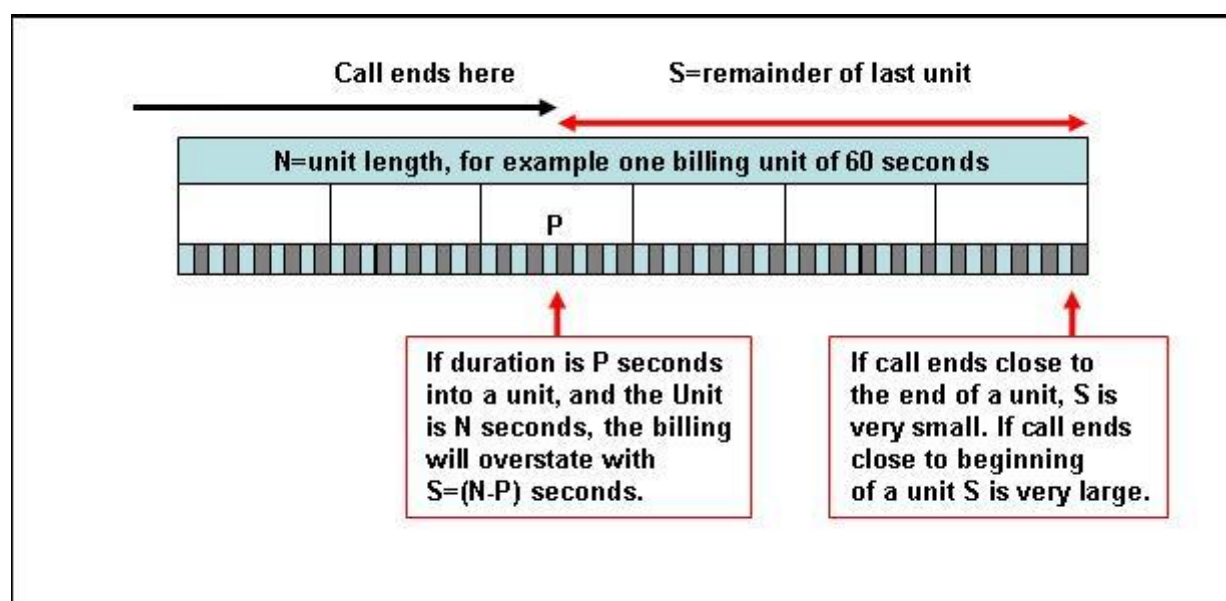 Call ends here
S=remainder of last unit
N=unit length, for example one billing unit of 60 seconds
P
If duration is P seconds
into a unit, and the Unit
is N seconds, the billing
will overstate with
S=(N-P) seconds.
If call ends close to
the end of a unit, S is
very small. If call ends
close to beginning
of a unit S is very large.